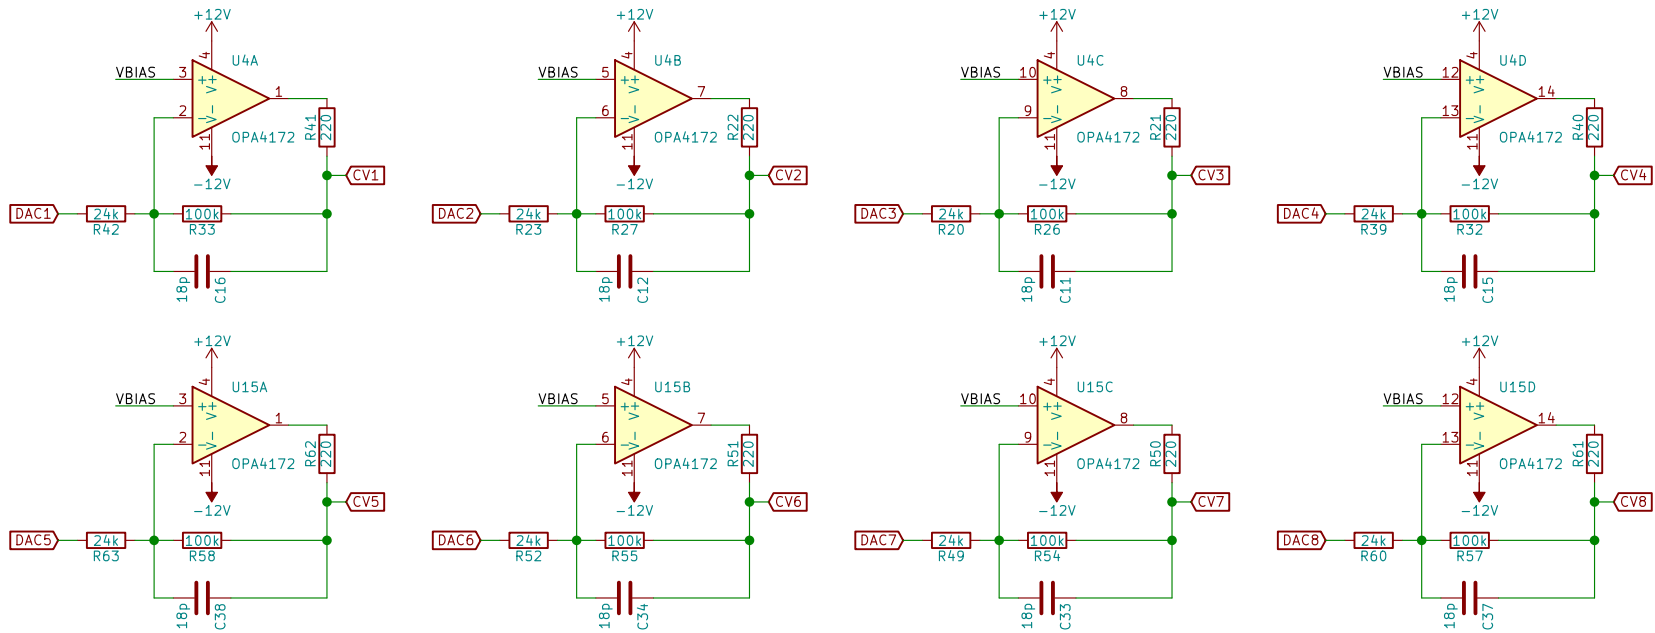 +12V +12V +12V +12V
4 U4A 4 U4B 4 U4C 4 U4D
VBIAS 3 + + V VBIAS 5 + + V VBIAS 10 + + V VBIAS 12 + + V
1 7 8 14
2 − V- 6 − V- 9 − V- 13 − V-
R41 220 R22 220 R21 220 R40 220
11 OPA4172 11 OPA4172 11 OPA4172 11 OPA4172
CV1 CV2 CV3 CV4
-12V -12V -12V -12V
DAC1 24k 100k DAC2 24k 100k DAC3 24k 100k DAC4 24k 100k
R42 R33 R23 R27 R20 R26 R39 R32
18p C16 18p C12 18p C11 18p C15
+12V +12V +12V +12V
4 U15A 4 U15B 4 U15C 4 U15D
VBIAS 3 + + V VBIAS 5 + + V VBIAS 10 + + V VBIAS 12 + + V
1 7 8 14
2 − V- 6 − V- 9 − V- 13 − V-
R62 220 R51 220 R50 220 R61 220
11 OPA4172 11 OPA4172 11 OPA4172 11 OPA4172
CV5 CV6 CV7 CV8
-12V -12V -12V -12V
DAC5 24k 100k DAC6 24k 100k DAC7 24k 100k DAC8 24k 100k
R63 R58 R52 R55 R49 R54 R60 R57
18p C38 18p C34 18p C33 18p C37